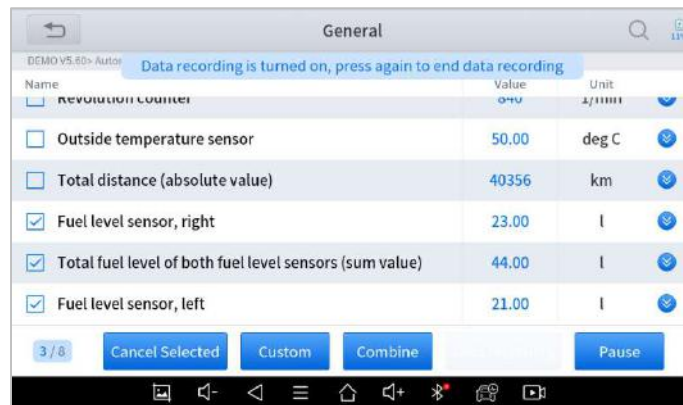 General
DEMO V5.60> Autom
Data recording is turned on, press again to end data recording
Name Value Unit
Revolution counter 840 1/min
Outside temperature sensor 50.00 deg C
Total distance (absolute value) 40356 km
Fuel level sensor, right 23.00 l
Total fuel level of both fuel level sensors (sum value) 44.00 l
Fuel level sensor, left 21.00 l
3/8 Cancel Selected Custom Combine Pause